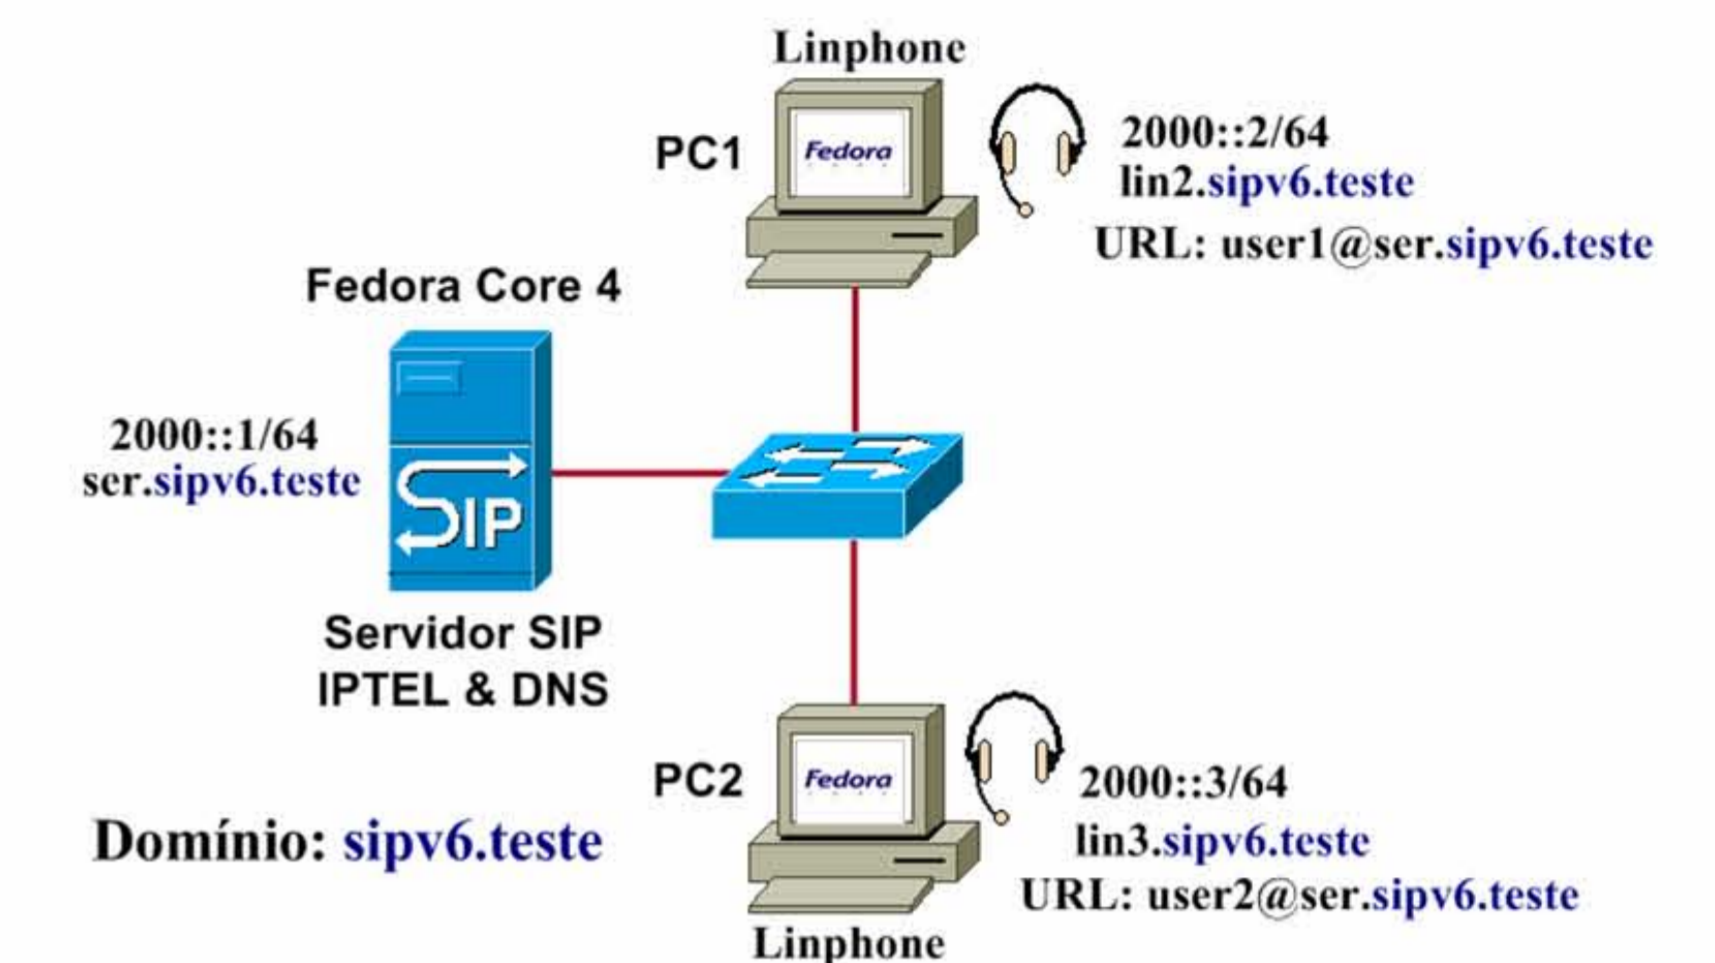 Linphone
PC1
Fedora
2000::2/64
lin2.sipv6.teste
URL: user1@ser.sipv6.teste
Fedora Core 4
2000::1/64
ser.sipv6.teste
SIP
Servidor SIP
IPTEL & DNS
PC2
Fedora
2000::3/64
lin3.sipv6.teste
URL: user2@ser.sipv6.teste
Domínio: sipv6.teste
Linphone